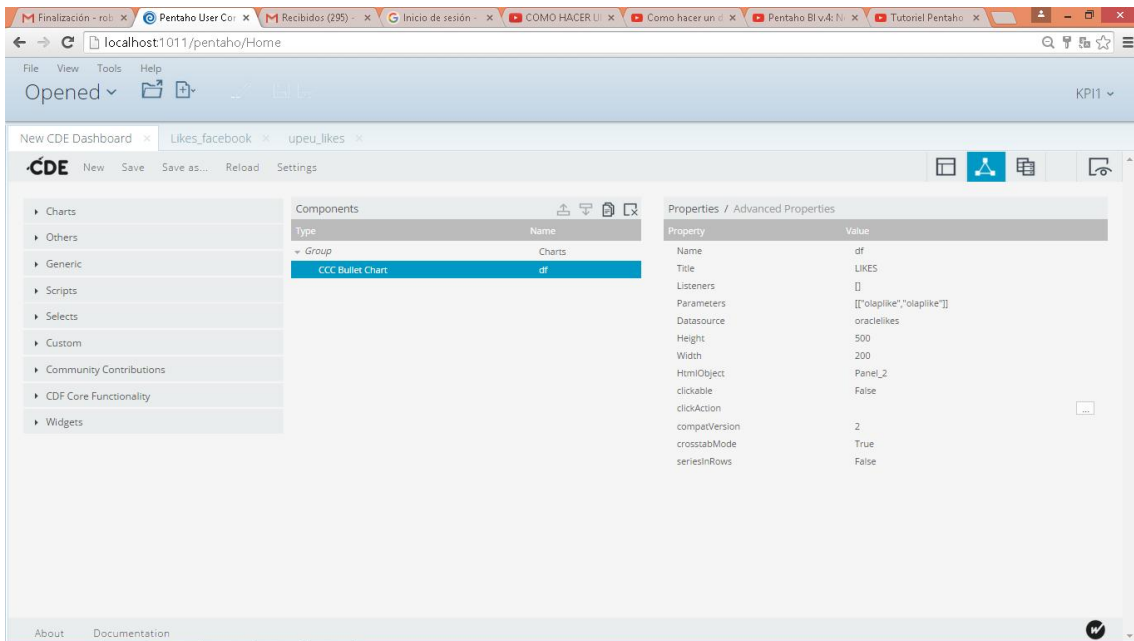 Finalización - rob × Pentaho User Cor × Recibidos (295) - × Inicio de sesión - × COMO HACER U × Como hacer un d × Pentaho BI v.4: N × Tutoriel Pentaho ×
localhost:1011/pentaho/Home
File View Tools Help
Opened
KPI1
New CDE Dashboard × Likes_facebook × upeu_likes ×
CDE New Save Save as... Reload Settings
Charts
Others
Generic
Scripts
Selects
Custom
Community Contributions
CDF Core Functionality
Widgets
Components
Type Name
Group Charts
CCC Bullet Chart df
Properties / Advanced Properties
Property Value
Name df
Title LIKES
Listeners []
Parameters [["olaplike","olaplike"]]
Datasource oraclelikes
Height 500
Width 200
HtmlObject Panel_2
clickable False
clickAction ...
compatVersion 2
crosstabMode True
seriesInRows False
About Documentation